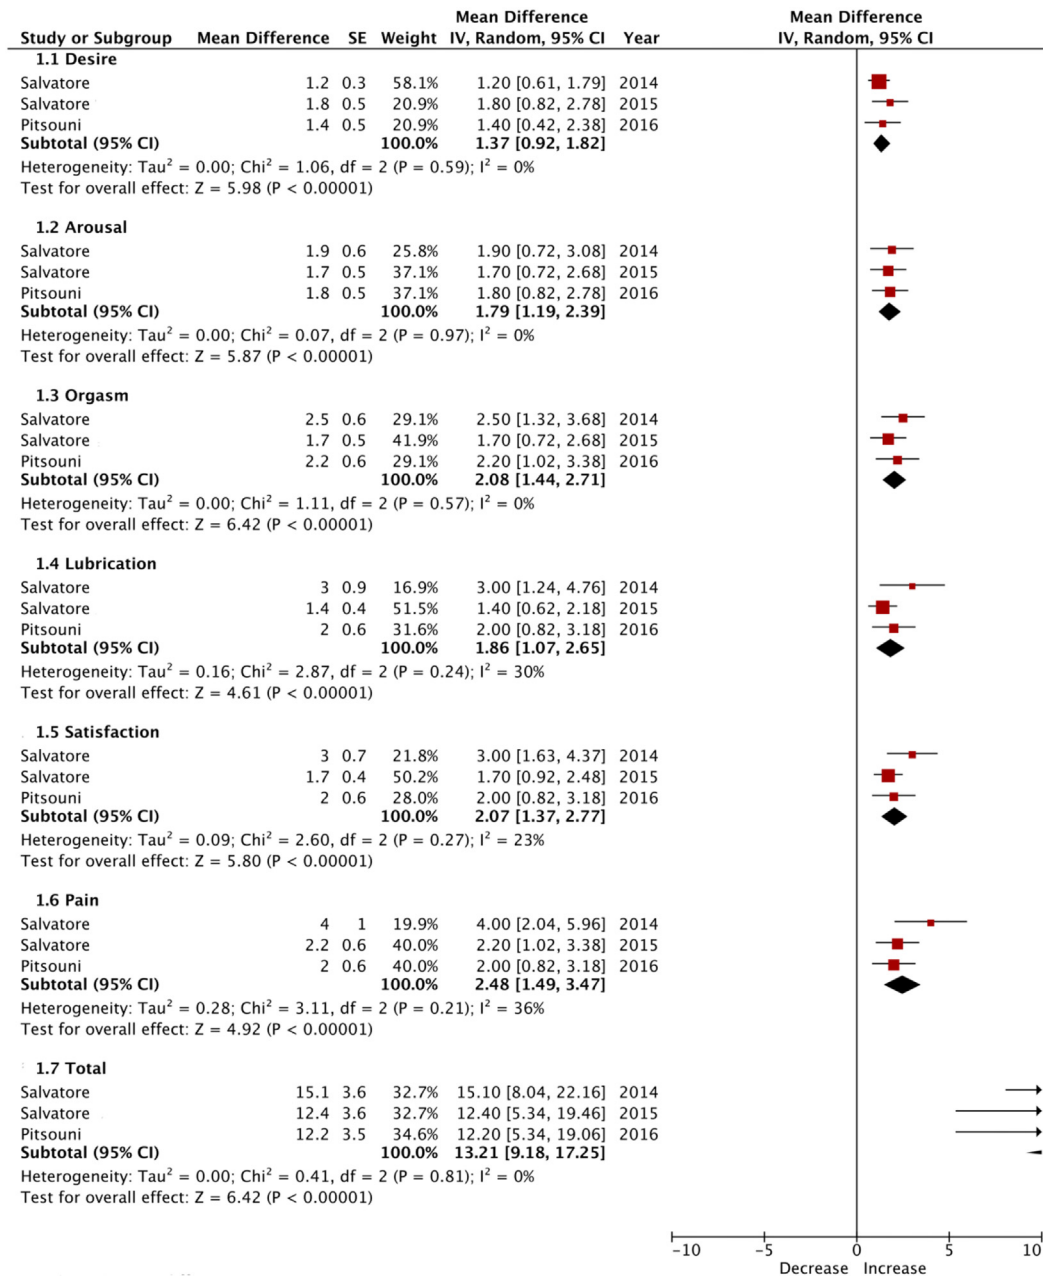 Mean Difference Mean Difference
Study or Subgroup Mean Difference SE Weight IV, Random, 95% CI Year IV, Random, 95% CI
1.1 Desire
Salvatore 1.2 0.3 58.1% 1.20 [0.61, 1.79] 2014
Salvatore 1.8 0.5 20.9% 1.80 [0.82, 2.78] 2015
Pitsouni 1.4 0.5 20.9% 1.40 [0.42, 2.38] 2016
Subtotal (95% CI) 100.0% 1.37 [0.92, 1.82]
Heterogeneity: Tau² = 0.00; Chi² = 1.06, df = 2 (P = 0.59); I² = 0%
Test for overall effect: Z = 5.98 (P < 0.00001)
1.2 Arousal
Salvatore 1.9 0.6 25.8% 1.90 [0.72, 3.08] 2014
Salvatore 1.7 0.5 37.1% 1.70 [0.72, 2.68] 2015
Pitsouni 1.8 0.5 37.1% 1.80 [0.82, 2.78] 2016
Subtotal (95% CI) 100.0% 1.79 [1.19, 2.39]
Heterogeneity: Tau² = 0.00; Chi² = 0.07, df = 2 (P = 0.97); I² = 0%
Test for overall effect: Z = 5.87 (P < 0.00001)
1.3 Orgasm
Salvatore 2.5 0.6 29.1% 2.50 [1.32, 3.68] 2014
Salvatore 1.7 0.5 41.9% 1.70 [0.72, 2.68] 2015
Pitsouni 2.2 0.6 29.1% 2.20 [1.02, 3.38] 2016
Subtotal (95% CI) 100.0% 2.08 [1.44, 2.71]
Heterogeneity: Tau² = 0.00; Chi² = 1.11, df = 2 (P = 0.57); I² = 0%
Test for overall effect: Z = 6.42 (P < 0.00001)
1.4 Lubrication
Salvatore 3 0.9 16.9% 3.00 [1.24, 4.76] 2014
Salvatore 1.4 0.4 51.5% 1.40 [0.62, 2.18] 2015
Pitsouni 2 0.6 31.6% 2.00 [0.82, 3.18] 2016
Subtotal (95% CI) 100.0% 1.86 [1.07, 2.65]
Heterogeneity: Tau² = 0.16; Chi² = 2.87, df = 2 (P = 0.24); I² = 30%
Test for overall effect: Z = 4.61 (P < 0.00001)
1.5 Satisfaction
Salvatore 3 0.7 21.8% 3.00 [1.63, 4.37] 2014
Salvatore 1.7 0.4 50.2% 1.70 [0.92, 2.48] 2015
Pitsouni 2 0.6 28.0% 2.00 [0.82, 3.18] 2016
Subtotal (95% CI) 100.0% 2.07 [1.37, 2.77]
Heterogeneity: Tau² = 0.09; Chi² = 2.60, df = 2 (P = 0.27); I² = 23%
Test for overall effect: Z = 5.80 (P < 0.00001)
1.6 Pain
Salvatore 4 1 19.9% 4.00 [2.04, 5.96] 2014
Salvatore 2.2 0.6 40.0% 2.20 [1.02, 3.38] 2015
Pitsouni 2 0.6 40.0% 2.00 [0.82, 3.18] 2016
Subtotal (95% CI) 100.0% 2.48 [1.49, 3.47]
Heterogeneity: Tau² = 0.28; Chi² = 3.11, df = 2 (P = 0.21); I² = 36%
Test for overall effect: Z = 4.92 (P < 0.00001)
1.7 Total
Salvatore 15.1 3.6 32.7% 15.10 [8.04, 22.16] 2014
Salvatore 12.4 3.6 32.7% 12.40 [5.34, 19.46] 2015
Pitsouni 12.2 3.5 34.6% 12.20 [5.34, 19.06] 2016
Subtotal (95% CI) 100.0% 13.21 [9.18, 17.25]
Heterogeneity: Tau² = 0.00; Chi² = 0.41, df = 2 (P = 0.81); I² = 0%
Test for overall effect: Z = 6.42 (P < 0.00001)
-10 -5 0 5 10
Decrease Increase